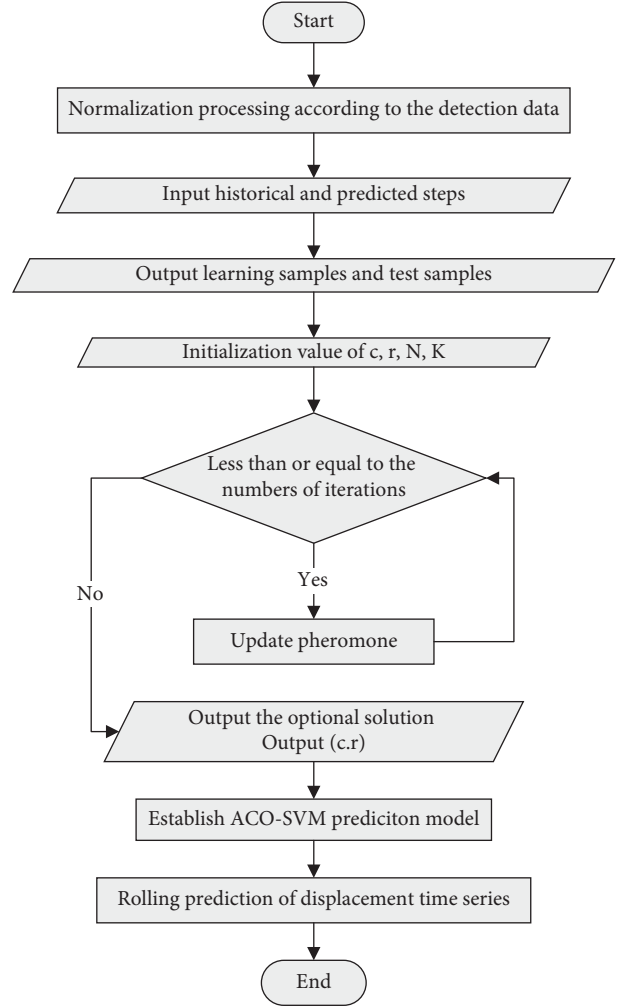 Start
Normalization processing according to the detection data
Input historical and predicted steps
Output learning samples and test samples
Initialization value of c, r, N, K
Less than or equal to the
numbers of iterations
Yes
No
Update pheromone
Output the optional solution
Output (c.r)
Establish ACO-SVM prediciton model
Rolling prediction of displacement time series
End